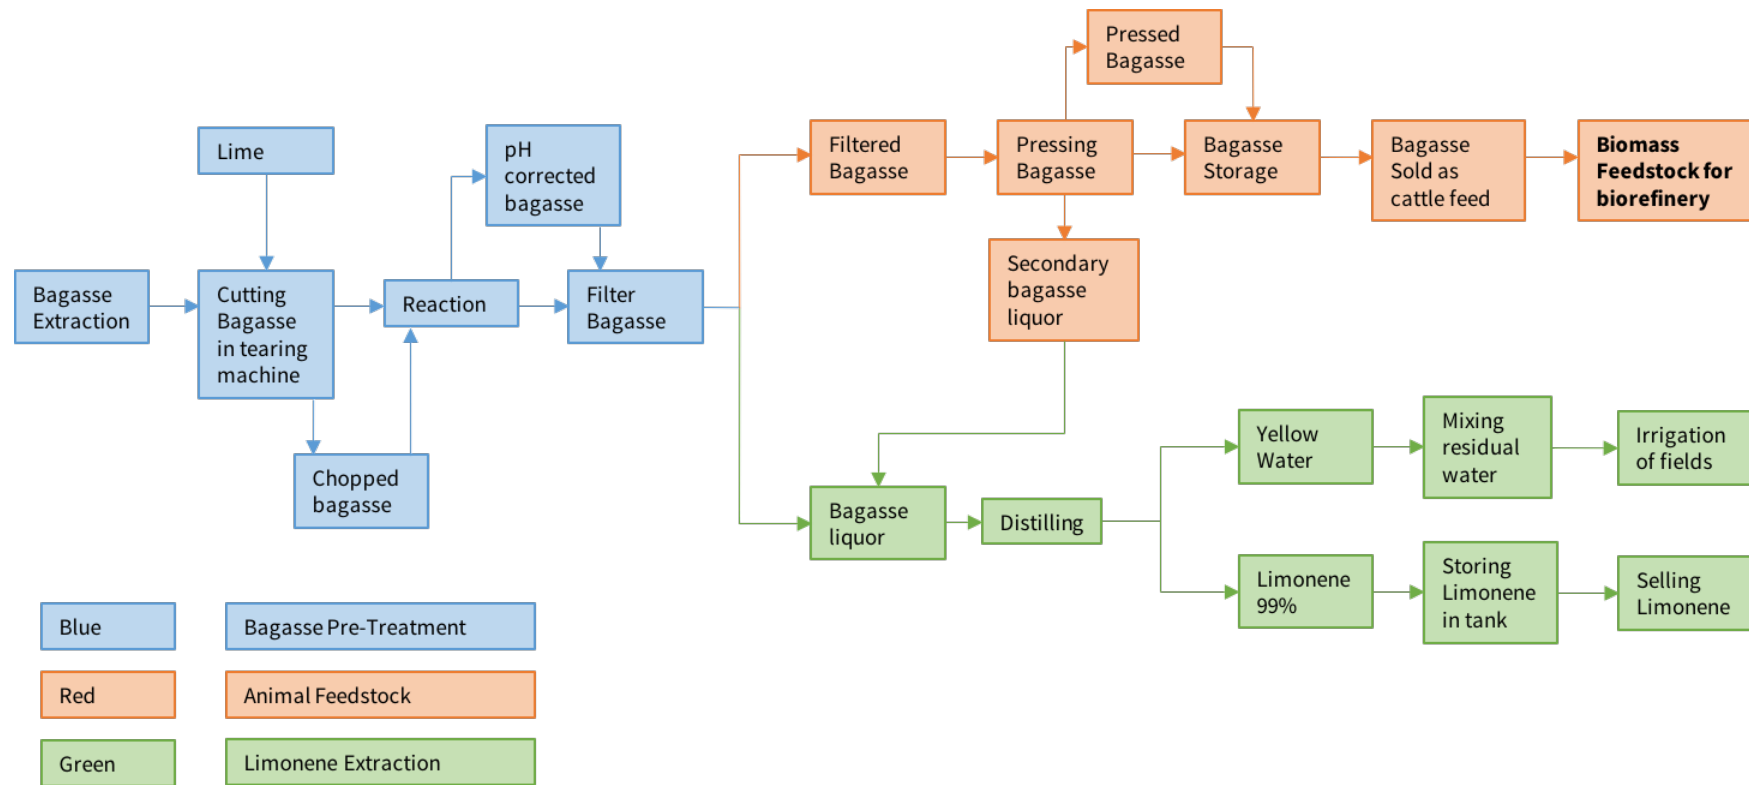 Pressed
Bagasse
Lime
pH
corrected
bagasse
Filtered
Bagasse
Pressing
Bagasse
Bagasse
Storage
Bagasse
Sold as
cattle feed
Biomass
Feedstock for
biorefinery
Bagasse
Extraction
Cutting
Bagasse
in tearing
machine
Reaction
Filter
Bagasse
Secondary
bagasse
liquor
Chopped
bagasse
Yellow
Water
Mixing
residual
water
Irrigation
of fields
Bagasse
liquor
Distilling
Limonene
99%
Storing
Limonene
in tank
Selling
Limonene
Blue
Bagasse Pre-Treatment
Red
Animal Feedstock
Green
Limonene Extraction